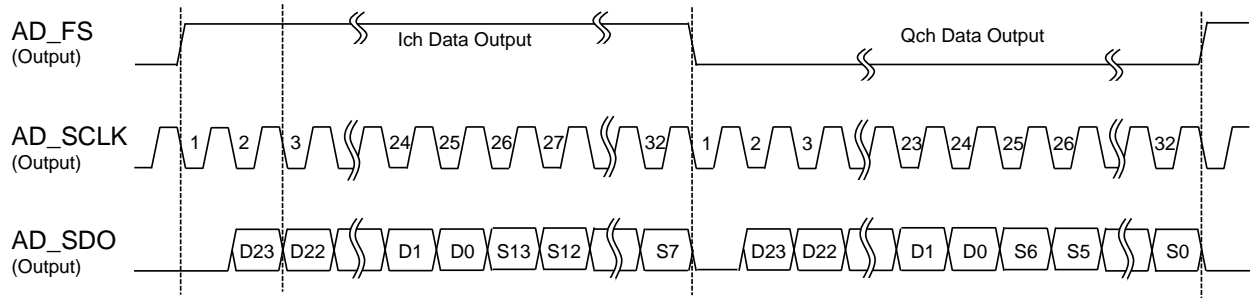 AD_FS
(Output)
Ich Data Output
Qch Data Output
AD_SCLK
(Output)
1 2 3 24 25 26 27 32 1 2 3 23 24 25 26 32
AD_SDO
(Output)
D23 D22 D1 D0 S13 S12 S7 D23 D22 D1 D0 S6 S5 S0